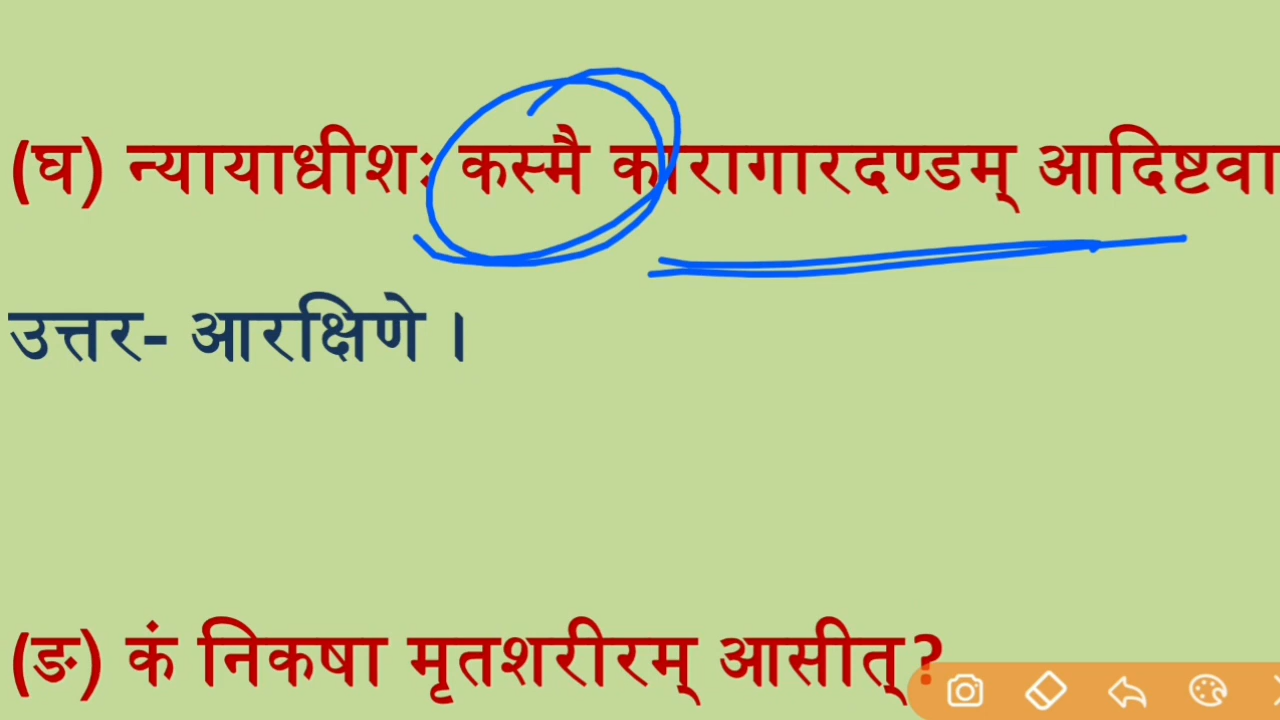 (घ) न्यायाधीशः कस्मै कारागारदण्डम् आदिष्टवा
उत्तर- आरक्षिणे ।
(ङ) कं निकषा मृतशरीरम् आसीत्?